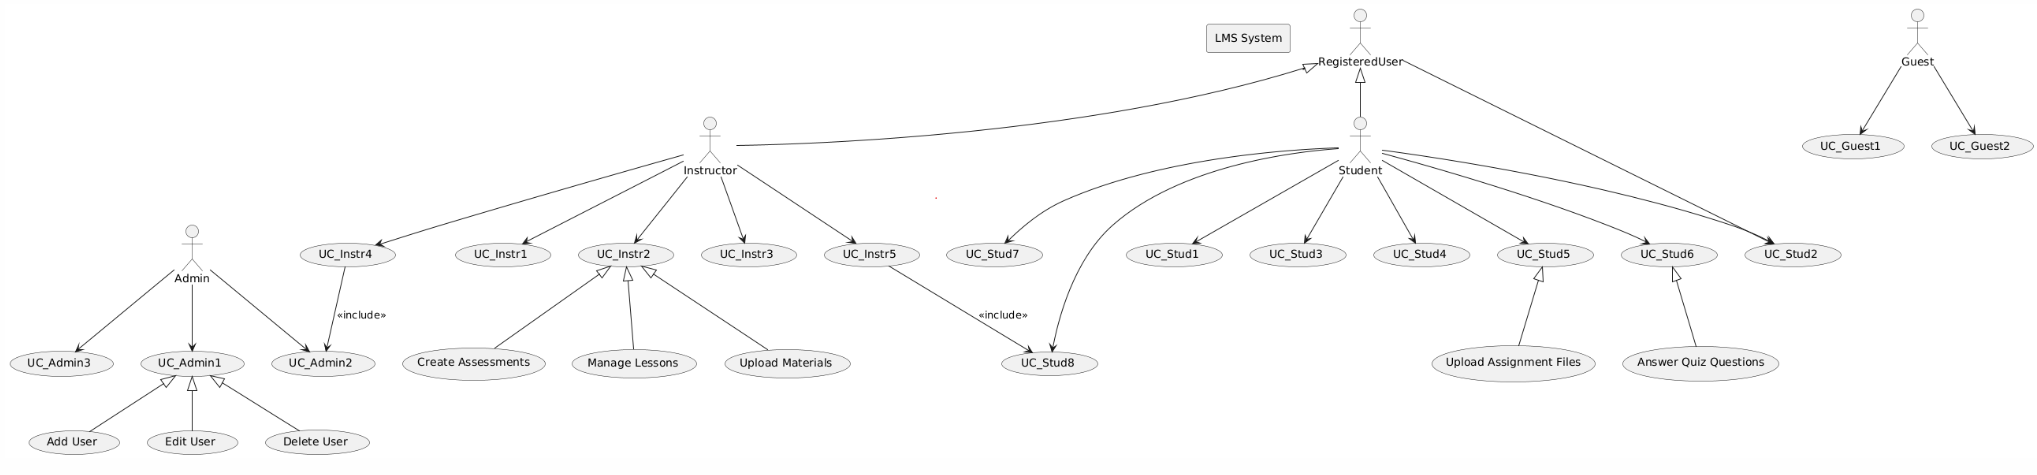 LMS System
RegisteredUser
Guest
Instructor
Student
UC_Guest1
UC_Guest2
Admin
UC_Instr4
UC_Instr1
UC_Instr2
UC_Instr3
UC_Instr5
UC_Stud7
UC_Stud1
UC_Stud3
UC_Stud4
UC_Stud5
UC_Stud6
UC_Stud2
«include»
«include»
UC_Admin3
UC_Admin1
UC_Admin2
Create Assessments
Manage Lessons
Upload Materials
UC_Stud8
Upload Assignment Files
Answer Quiz Questions
Add User
Edit User
Delete User